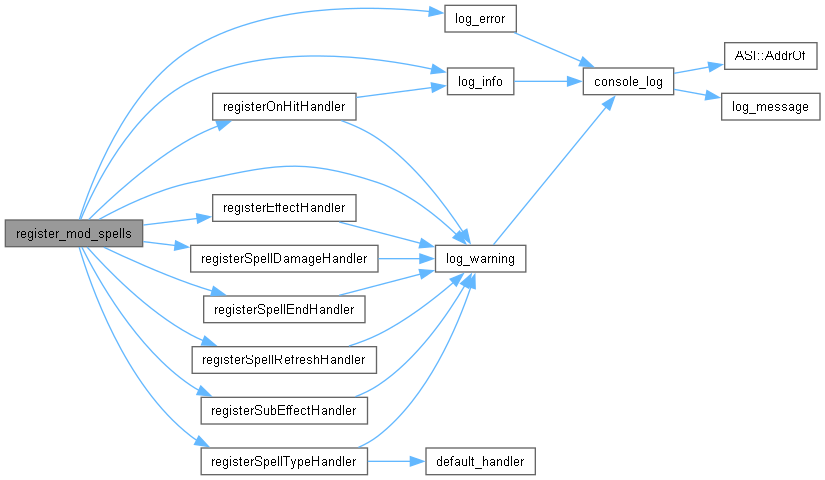 log_error
ASI::AddrOf
log_info
console_log
registerOnHitHandler
log_message
registerEffectHandler
register_mod_spells
registerSpellDamageHandler
log_warning
registerSpellEndHandler
registerSpellRefreshHandler
registerSubEffectHandler
registerSpellTypeHandler
default_handler